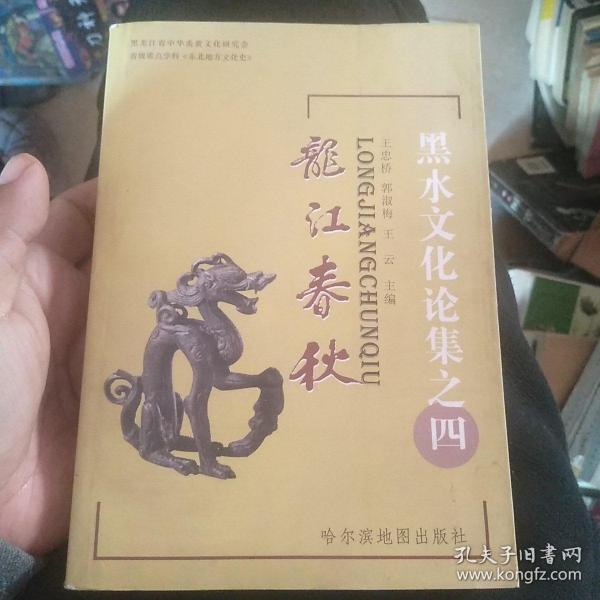 黑龙江省中华炎黄文化研究会
省级重点学科《东北地方文化史》
黑水文化论集之四
王忠桥 郭淑梅 王 云 主编
LONGJIANGCHUNQIU
龍江春秋
哈尔滨地图出版社
孔夫子旧书网
www.kongfz.com